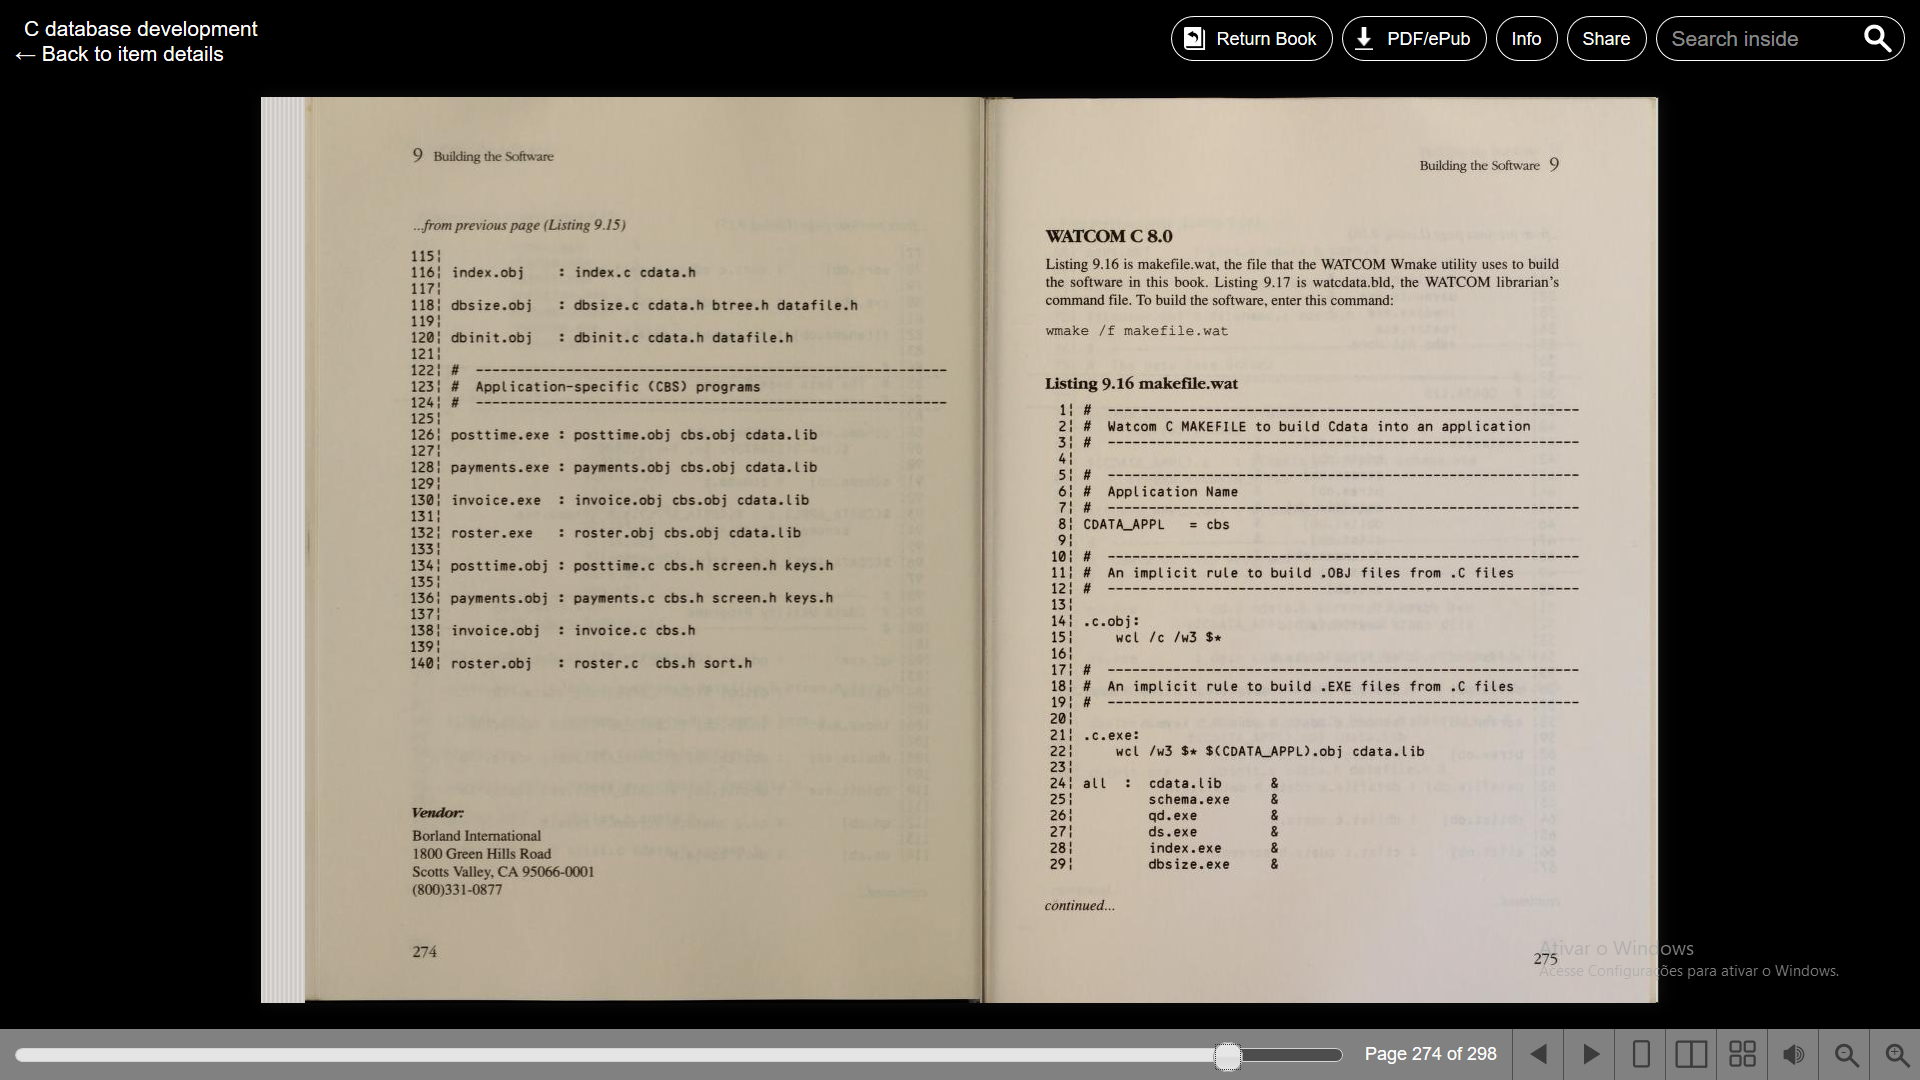 C database development
← Back to item details
Return Book
PDF/ePub
Info
Share
Search inside
9 Building the Software
...from previous page (Listing 9.15)
115¦
116¦ index.obj : index.c cdata.h
117¦
118¦ dbsize.obj : dbsize.c cdata.h btree.h datafile.h
119¦
120¦ dbinit.obj : dbinit.c cdata.h datafile.h
121¦
122¦ # ----------------------------------------------------------
123¦ # Application-specific (CBS) programs
124¦ # ----------------------------------------------------------
125¦
126¦ posttime.exe : posttime.obj cbs.obj cdata.lib
127¦
128¦ payments.exe : payments.obj cbs.obj cdata.lib
129¦
130¦ invoice.exe : invoice.obj cbs.obj cdata.lib
131¦
132¦ roster.exe : roster.obj cbs.obj cdata.lib
133¦
134¦ posttime.obj : posttime.c cbs.h screen.h keys.h
135¦
136¦ payments.obj : payments.c cbs.h screen.h keys.h
137¦
138¦ invoice.obj : invoice.c cbs.h
139¦
140¦ roster.obj : roster.c cbs.h sort.h
Vendor:
Borland International
1800 Green Hills Road
Scotts Valley, CA 95066-0001
(800)331-0877
274
Building the Software 9
WATCOM C 8.0
Listing 9.16 is makefile.wat, the file that the WATCOM Wmake utility uses to build
the software in this book. Listing 9.17 is watcdata.bld, the WATCOM librarian's
command file. To build the software, enter this command:
wmake /f makefile.wat
Listing 9.16 makefile.wat
1¦ # ----------------------------------------------------------
2¦ # Watcom C MAKEFILE to build Cdata into an application
3¦ # ----------------------------------------------------------
4¦
5¦ # ----------------------------------------------------------
6¦ # Application Name
7¦ # ----------------------------------------------------------
8¦ CDATA_APPL = cbs
9¦
10¦ # ----------------------------------------------------------
11¦ # An implicit rule to build .OBJ files from .C files
12¦ # ----------------------------------------------------------
13¦
14¦ .c.obj:
15¦ wcl /c /w3 $*
16¦
17¦ # ----------------------------------------------------------
18¦ # An implicit rule to build .EXE files from .C files
19¦ # ----------------------------------------------------------
20¦
21¦ .c.exe:
22¦ wcl /w3 $* $(CDATA_APPL).obj cdata.lib
23¦
24¦ all : cdata.lib &
25¦ schema.exe &
26¦ qd.exe &
27¦ ds.exe &
28¦ index.exe &
29¦ dbsize.exe &
continued...
275
Ativar o Windows
Acesse Configurações para ativar o Windows.
Page 274 of 298